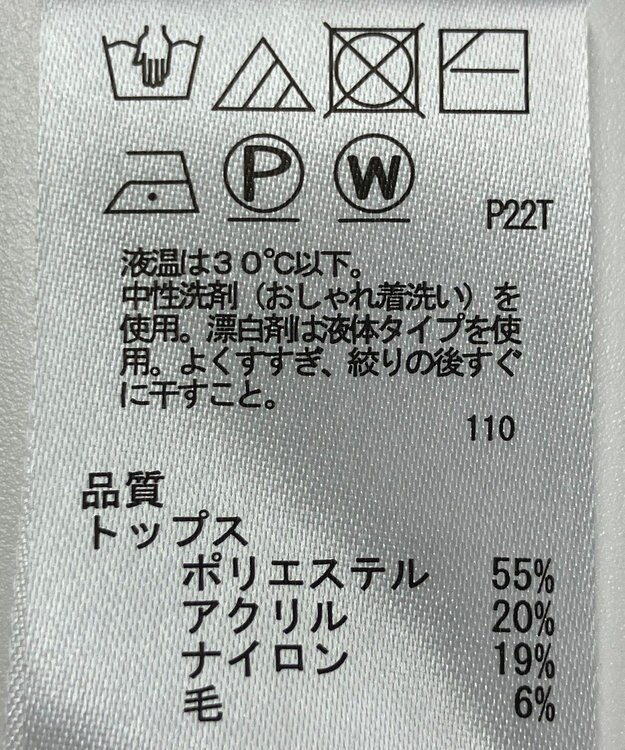 P
W
P22T
液温は30℃以下。
中性洗剤（おしゃれ着洗い）を
使用。漂白剤は液体タイプを使
用。よくすすぎ、絞りの後すぐ
に干すこと。
110
品質
トップス
ポリエステル 55%
アクリル 20%
ナイロン 19%
毛 6%